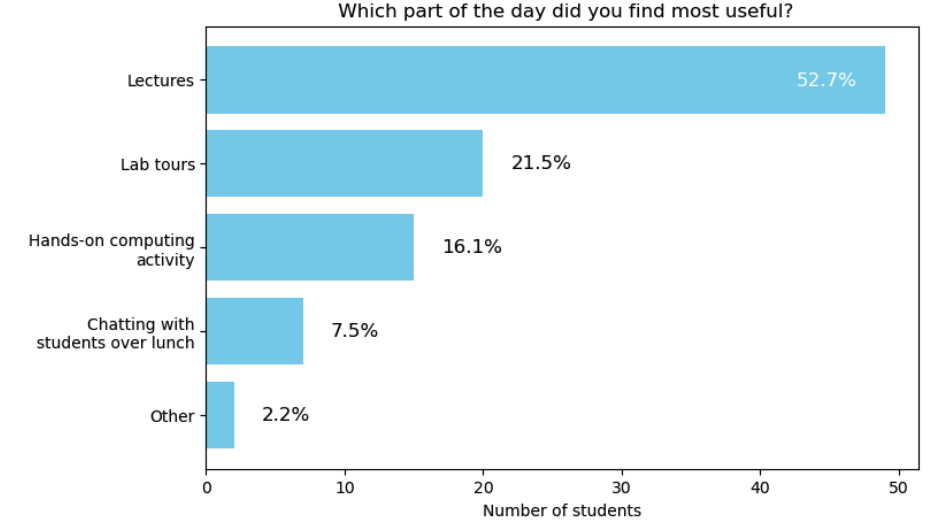 Which part of the day did you find most useful?
Lectures
52.7%
Lab tours
21.5%
Hands-on computing
activity
16.1%
Chatting with
students over lunch
7.5%
Other
2.2%
0 10 20 30 40 50
Number of students